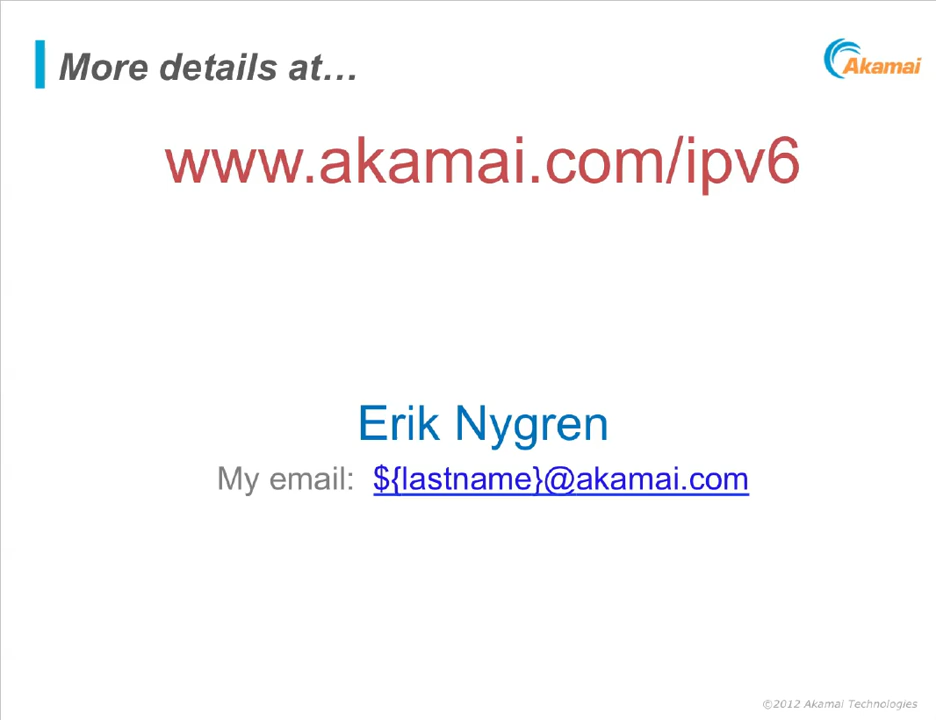 More details at…
Akamai
www.akamai.com/ipv6
Erik Nygren
My email: ${lastname}@akamai.com
©2012 Akamai Technologies